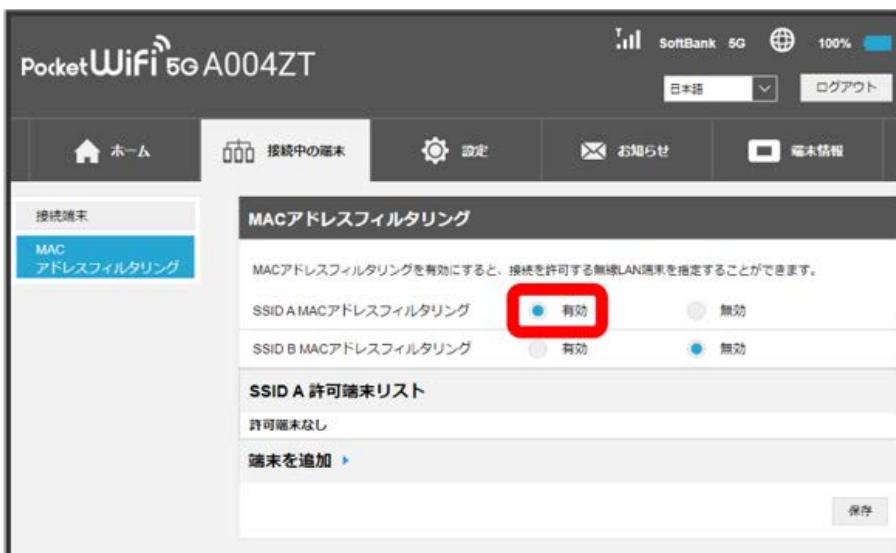 Pocket WiFi 5G A004ZT
SoftBank 5G 100%
日本語 ログアウト
ホーム 接続中の端末 設定 お知らせ 端末情報
接続端末
MAC
アドレスフィルタリング
MACアドレスフィルタリング
MACアドレスフィルタリングを有効にすると、接続を許可する無線LAN端末を指定することができます。
SSID A MACアドレスフィルタリング 有効 無効
SSID B MACアドレスフィルタリング 有効 無効
SSID A 許可端末リスト
許可端末なし
端末を追加
保存